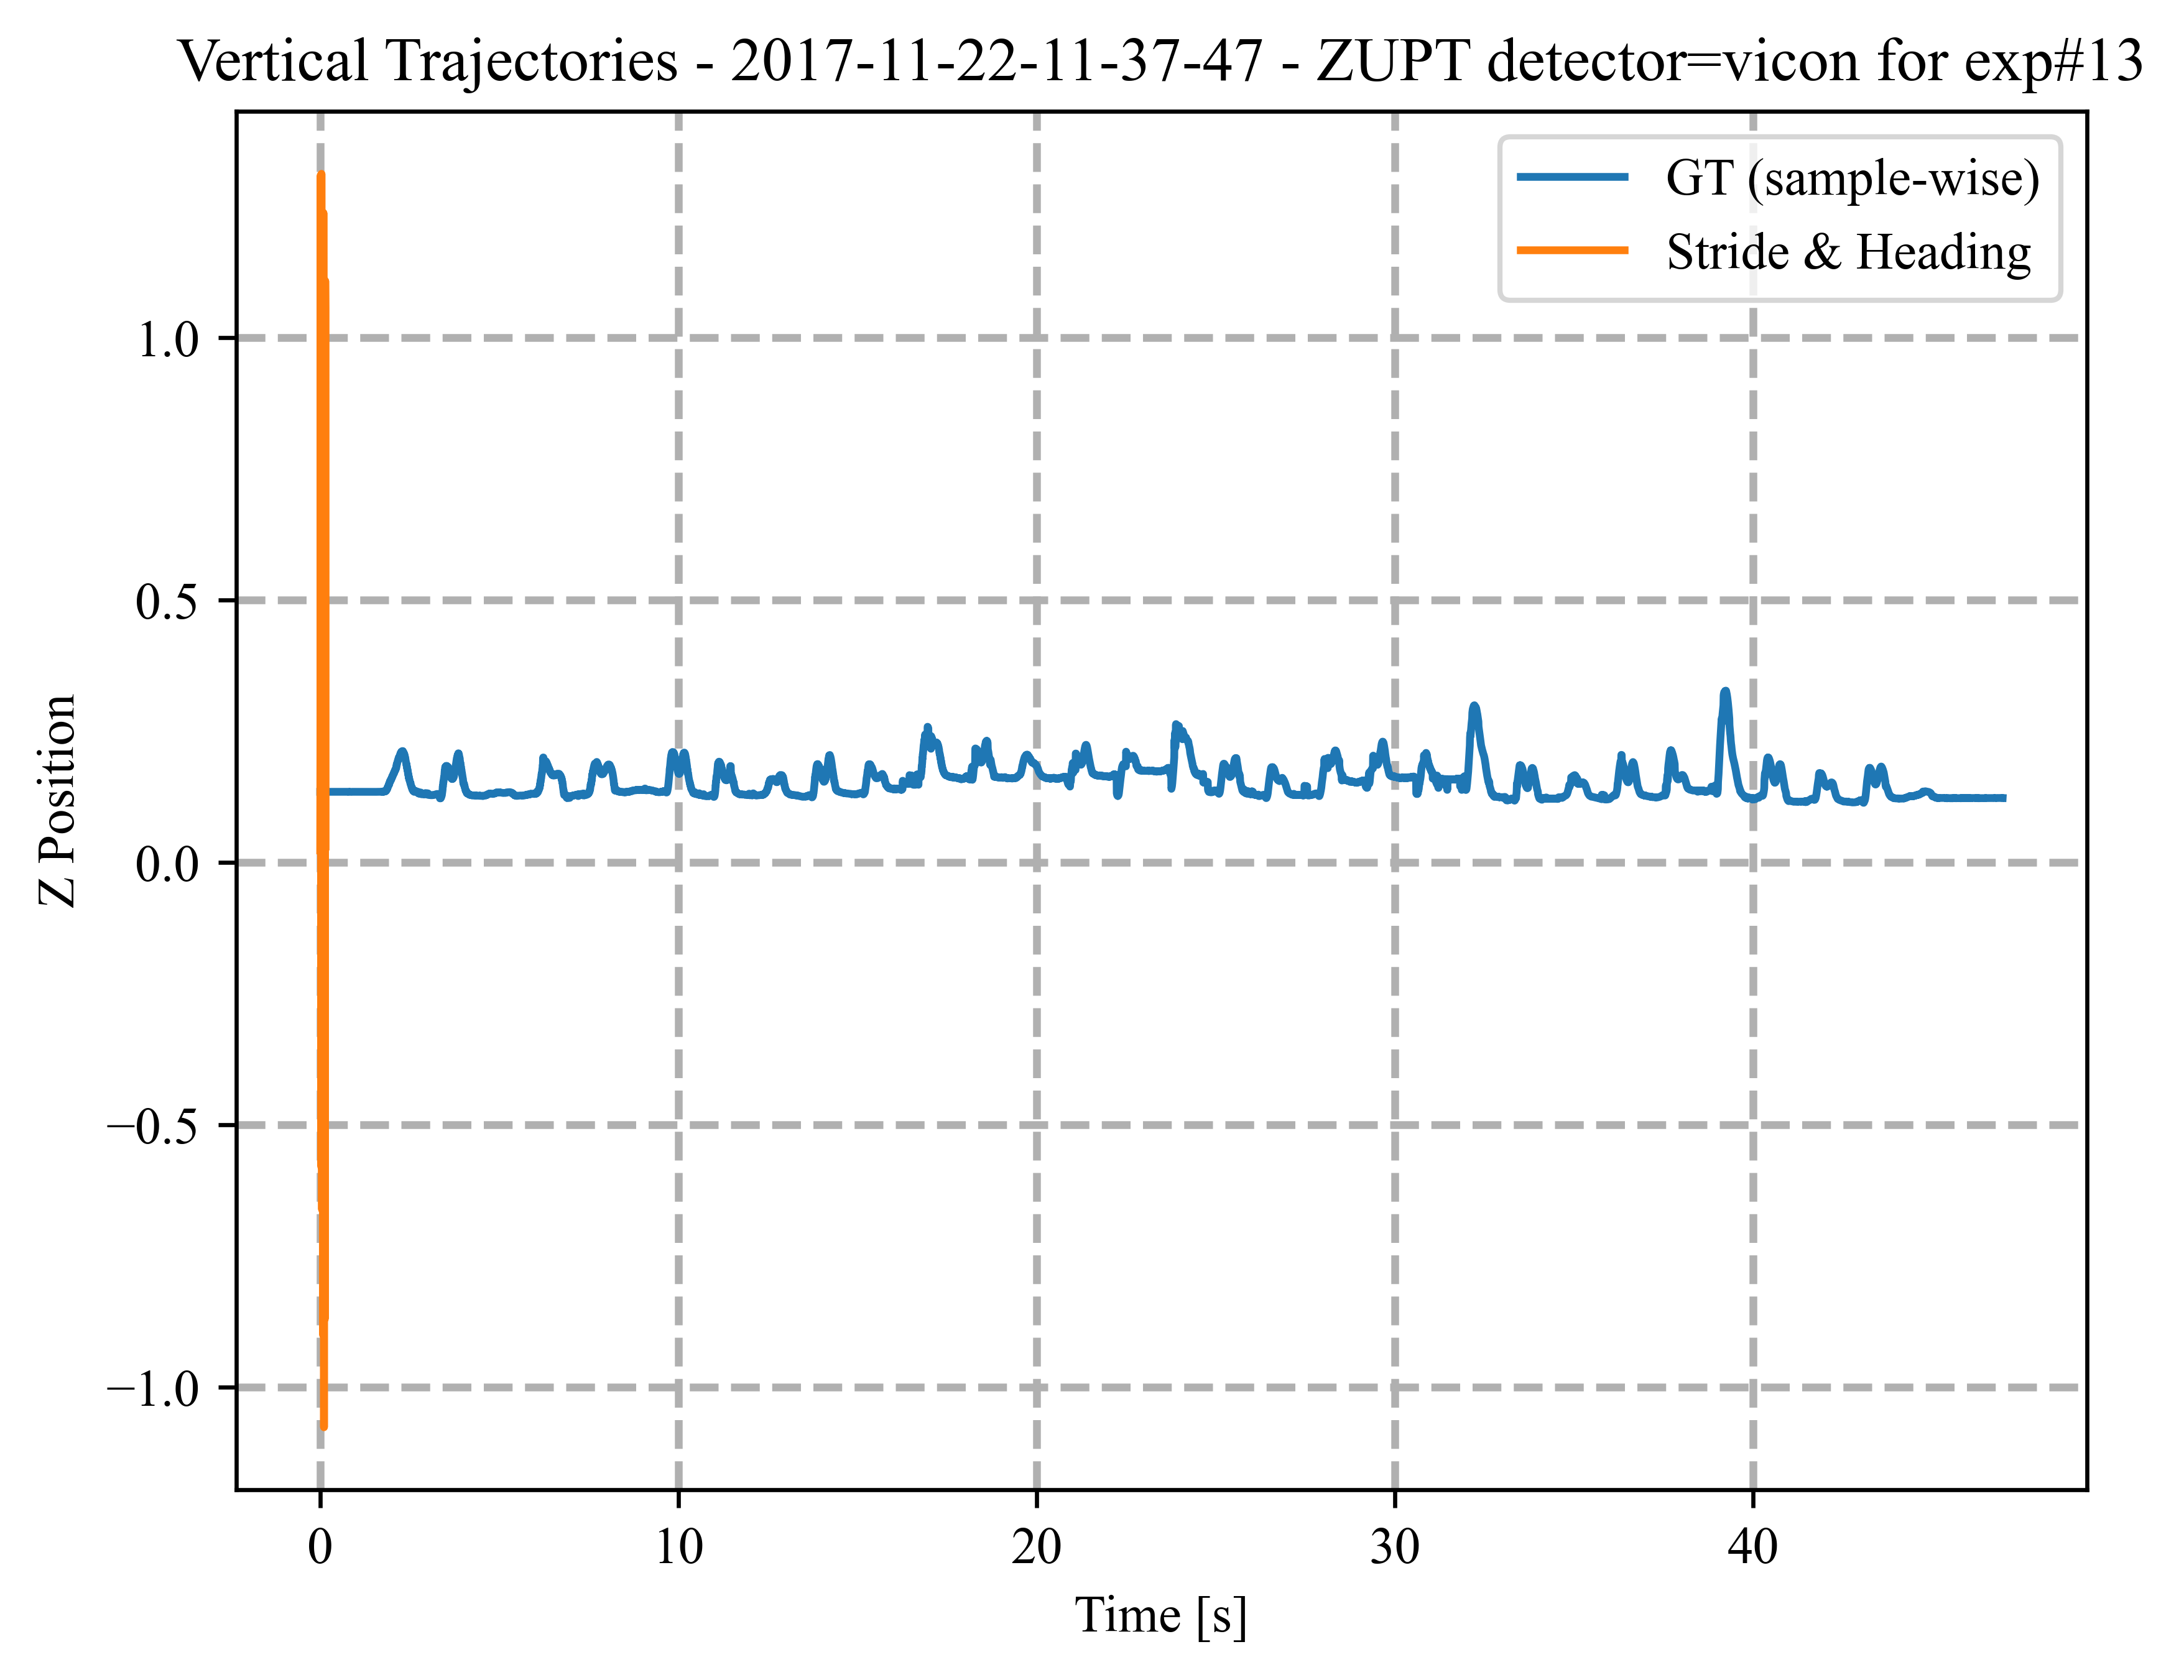 Vertical Trajectories - 2017-11-22-11-37-47 - ZUPT detector=vicon for exp#13
GT (sample-wise)
Stride & Heading
1.0
0.5
0.0
−0.5
−1.0
Z Position
0 10 20 30 40
Time [s]